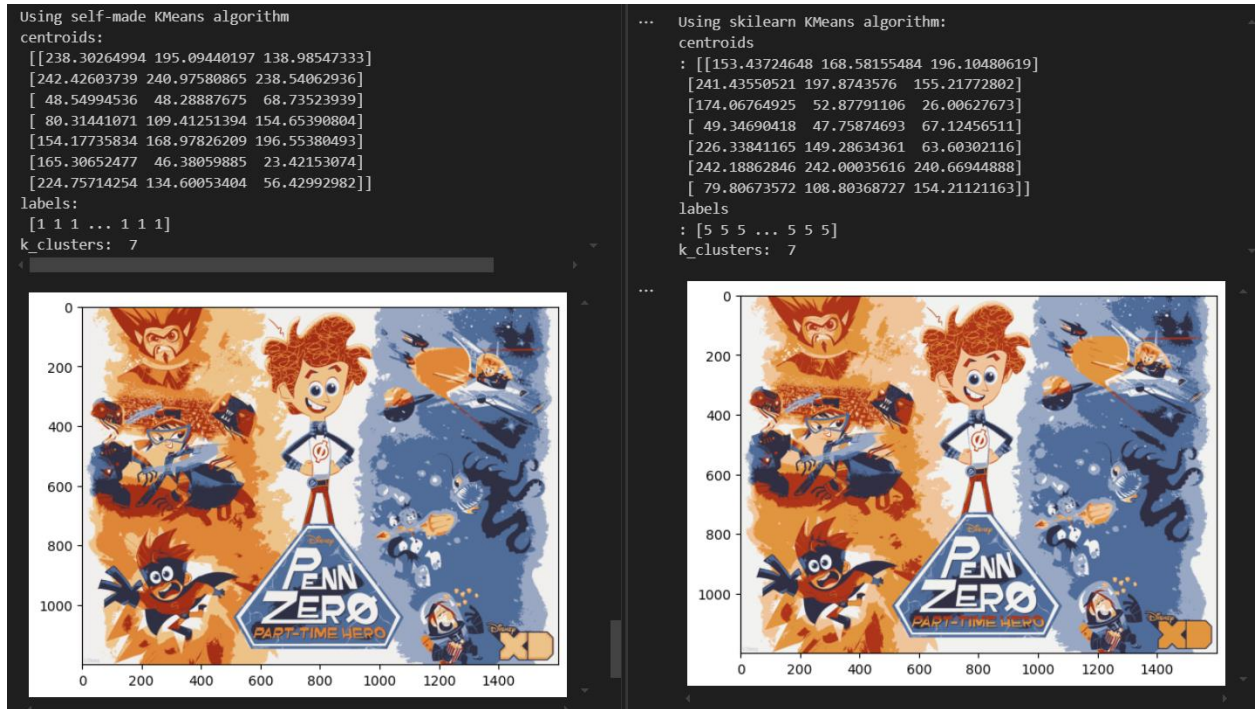 Using self-made KMeans algorithm
centroids:
[[238.30264994 195.09440197 138.98547333]
[242.42603739 240.97580865 238.54062936]
[ 48.54994536 48.28887675 68.73523939]
[ 80.31441071 109.41251394 154.65390804]
[154.17735834 168.97826209 196.55380493]
[165.30652477 46.38059885 23.42153074]
[224.75714254 134.60053404 56.42992982]]
labels:
[1 1 1 ... 1 1 1]
k_clusters: 7
0
200
400
600
800
1000
0 200 400 600 800 1000 1200 1400
Disney
PENN
ZERO
PART-TIME HERO
Disney
XD
...
Using skilearn KMeans algorithm:
centroids
: [[153.43724648 168.58155484 196.10480619]
[241.43550521 197.8743576 155.21772802]
[174.06764925 52.87791106 26.00627673]
[ 49.34690418 47.75874693 67.12456511]
[226.33841165 149.28634361 63.60302116]
[242.18862846 242.00035616 240.66944888]
[ 79.80673572 108.80368727 154.21121163]]
labels
: [5 5 5 ... 5 5 5]
k_clusters: 7
...
0
200
400
600
800
1000
0 200 400 600 800 1000 1200 1400
Disney
PENN
ZERO
PART-TIME HERO
Disney
XD